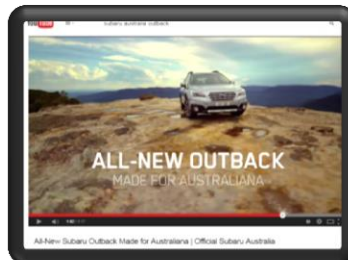 YouTube
subaru australia outback
ALL-NEW OUTBACK
MADE FOR AUSTRALIANA
All-New Subaru Outback Made for Australiana | Official Subaru Australia